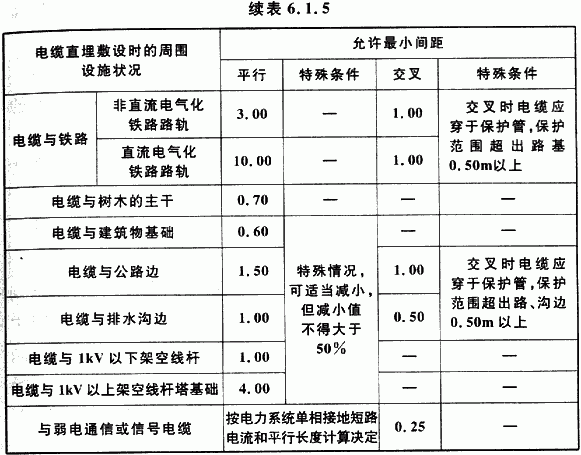 续表 6.1.5
电缆直埋敷设时的周围
设施状况
允许最小间距
平行
特殊条件
交叉
特殊条件
电缆与铁路
非直流电气化
铁路路轨
3.00
—
1.00
交叉时电缆应
穿于保护管,保护
范围超出路基
0.50m以上
直流电气化
铁路路轨
10.00
—
1.00
电缆与树木的主干
0.70
—
—
—
电缆与建筑物基础
0.60
特殊情况,
可适当减小,
但减小值
不得大于
50%
—
—
电缆与公路边
1.50
1.00
交叉时电缆应
穿于保护管,保护
范围超出路、沟边
0.50m以上
电缆与排水沟边
1.00
0.50
电缆与1kV以下架空线杆
1.00
—
—
电缆与1kV以上架空线杆塔基础
4.00
—
—
与弱电通信或信号电缆
按电力系统单相接地短路
电流和平行长度计算决定
0.25
—